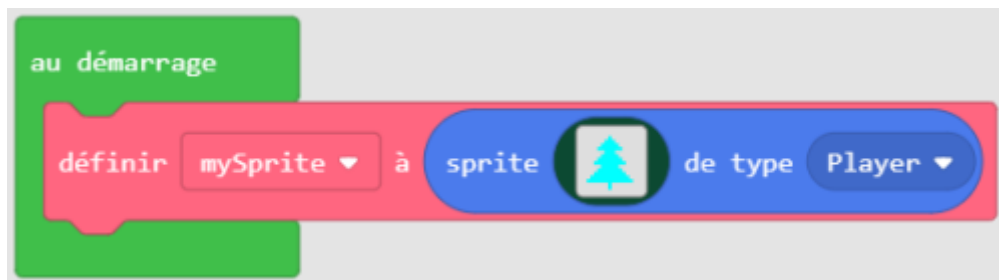 au démarrage
définir mySprite à sprite de type Player